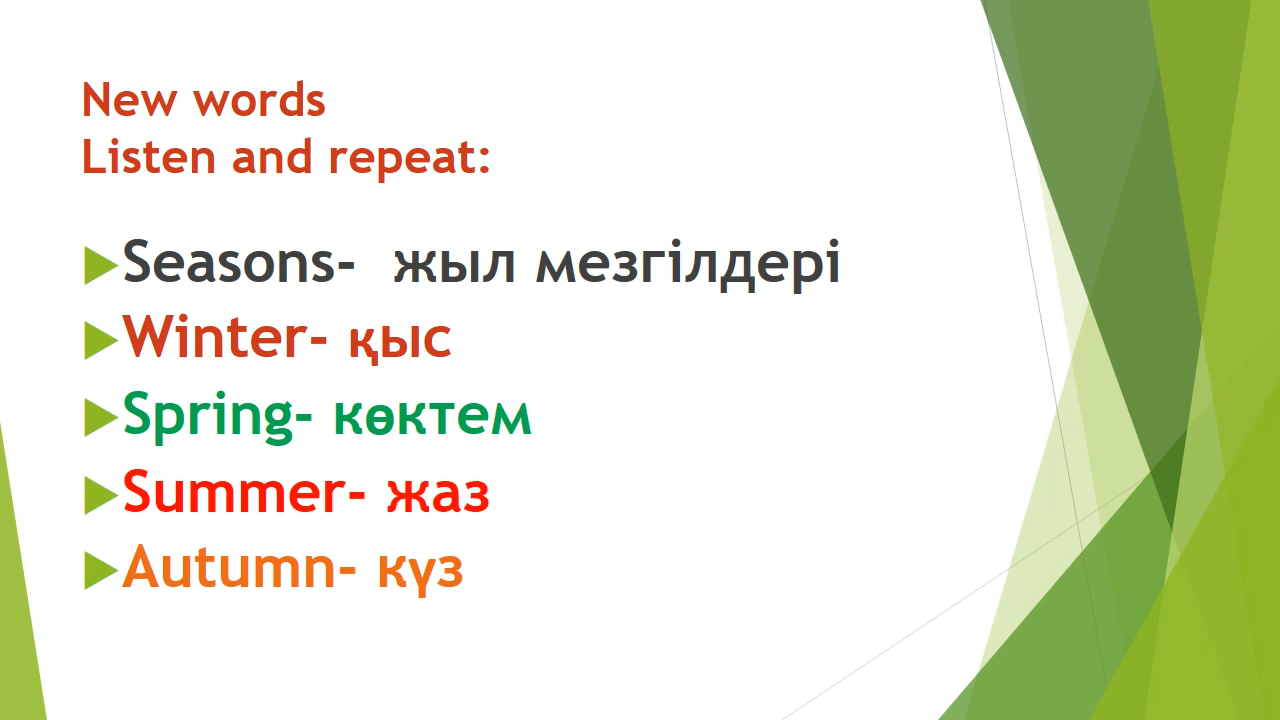 New words
Listen and repeat:
Seasons- жыл мезгілдері
Winter- қыс
Spring- көктем
Summer- жаз
Autumn- күз